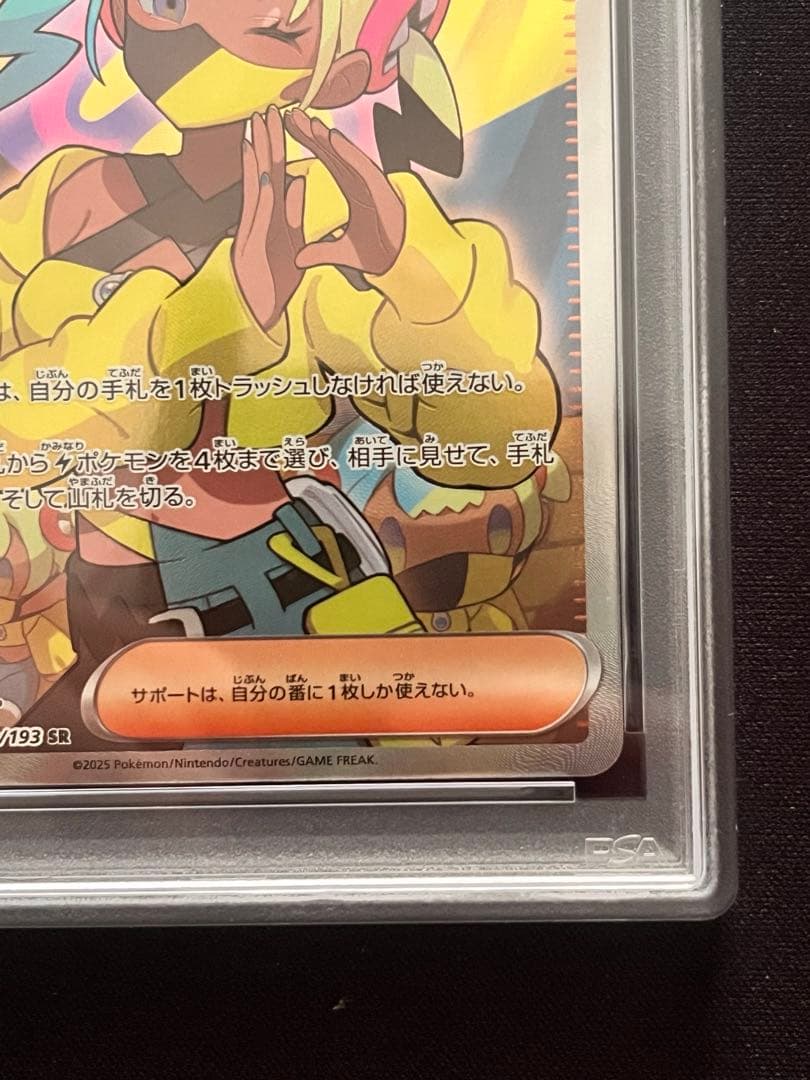 は、自分の手札を1枚トラッシュしなければ使えない。
札から ポケモンを4枚まで選び、相手に見せて、手札
そして山札を切る。
サポートは、自分の番に1枚しか使えない。
/193 SR
©2025 Pokémon/Nintendo/Creatures/GAME FREAK.
PSA